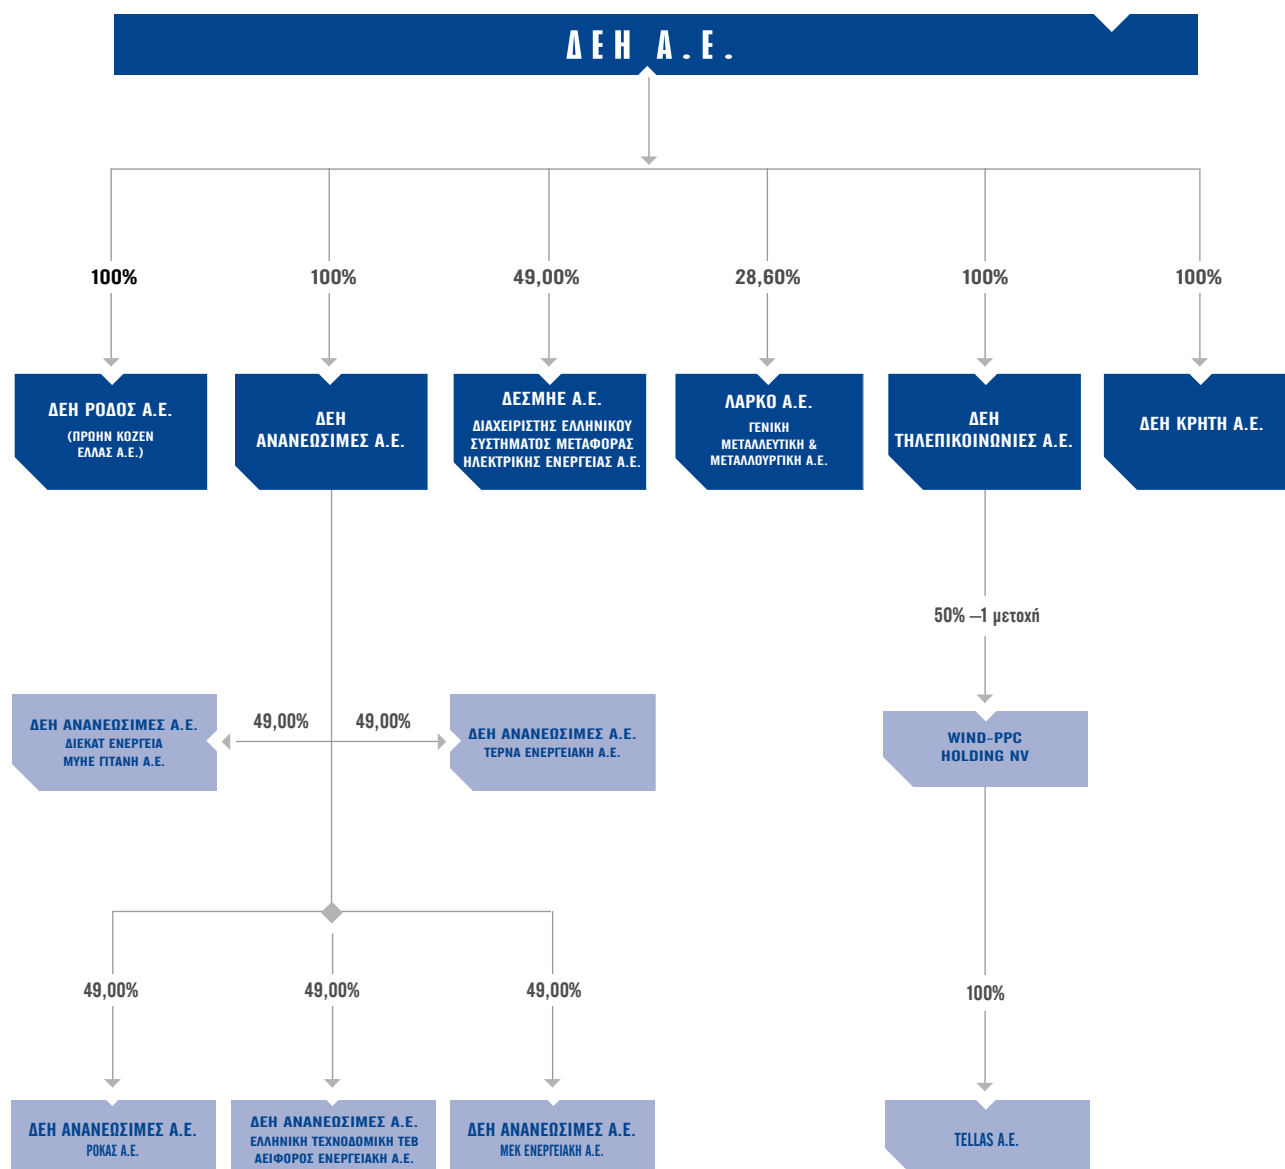 ΔΕΗ Α.Ε.
100%
100%
49,00%
28,60%
100%
100%
ΔΕΗ ΡΟΔΟΣ Α.Ε.
(ΠΡΩΗΝ ΚΟΖΕΝ
ΕΛΛΑΣ Α.Ε.)
ΔΕΗ
ΑΝΑΝΕΩΣΙΜΕΣ Α.Ε.
ΔΕΣΜΗΕ Α.Ε.
ΔΙΑΧΕΙΡΙΣΤΗΣ ΕΛΛΗΝΙΚΟΥ
ΣΥΣΤΗΜΑΤΟΣ ΜΕΤΑΦΟΡΑΣ
ΗΛΕΚΤΡΙΚΗΣ ΕΝΕΡΓΕΙΑΣ Α.Ε.
ΛΑΡΚΟ Α.Ε.
ΓΕΝΙΚΗ
ΜΕΤΑΛΛΕΥΤΙΚΗ &
ΜΕΤΑΛΛΟΥΡΓΙΚΗ Α.Ε.
ΔΕΗ
ΤΗΛΕΠΙΚΟΙΝΩΝΙΕΣ Α.Ε.
ΔΕΗ ΚΡΗΤΗ Α.Ε.
50% –1 μετοχή
49,00%
49,00%
ΔΕΗ ΑΝΑΝΕΩΣΙΜΕΣ Α.Ε.
ΔΙΕΚΑΤ ΕΝΕΡΓΕΙΑ
ΜΥΗΕ ΓΙΤΑΝΗ Α.Ε.
ΔΕΗ ΑΝΑΝΕΩΣΙΜΕΣ Α.Ε.
ΤΕΡΝΑ ΕΝΕΡΓΕΙΑΚΗ Α.Ε.
WIND-PPC
HOLDING NV
49,00%
49,00%
49,00%
100%
ΔΕΗ ΑΝΑΝΕΩΣΙΜΕΣ Α.Ε.
ΡΟΚΑΣ Α.Ε.
ΔΕΗ ΑΝΑΝΕΩΣΙΜΕΣ Α.Ε.
ΕΛΛΗΝΙΚΗ ΤΕΧΝΟΔΟΜΙΚΗ ΤΕΒ
ΑΕΙΦΟΡΟΣ ΕΝΕΡΓΕΙΑΚΗ Α.Ε.
ΔΕΗ ΑΝΑΝΕΩΣΙΜΕΣ Α.Ε.
ΜΕΚ ΕΝΕΡΓΕΙΑΚΗ Α.Ε.
TELLAS Α.Ε.